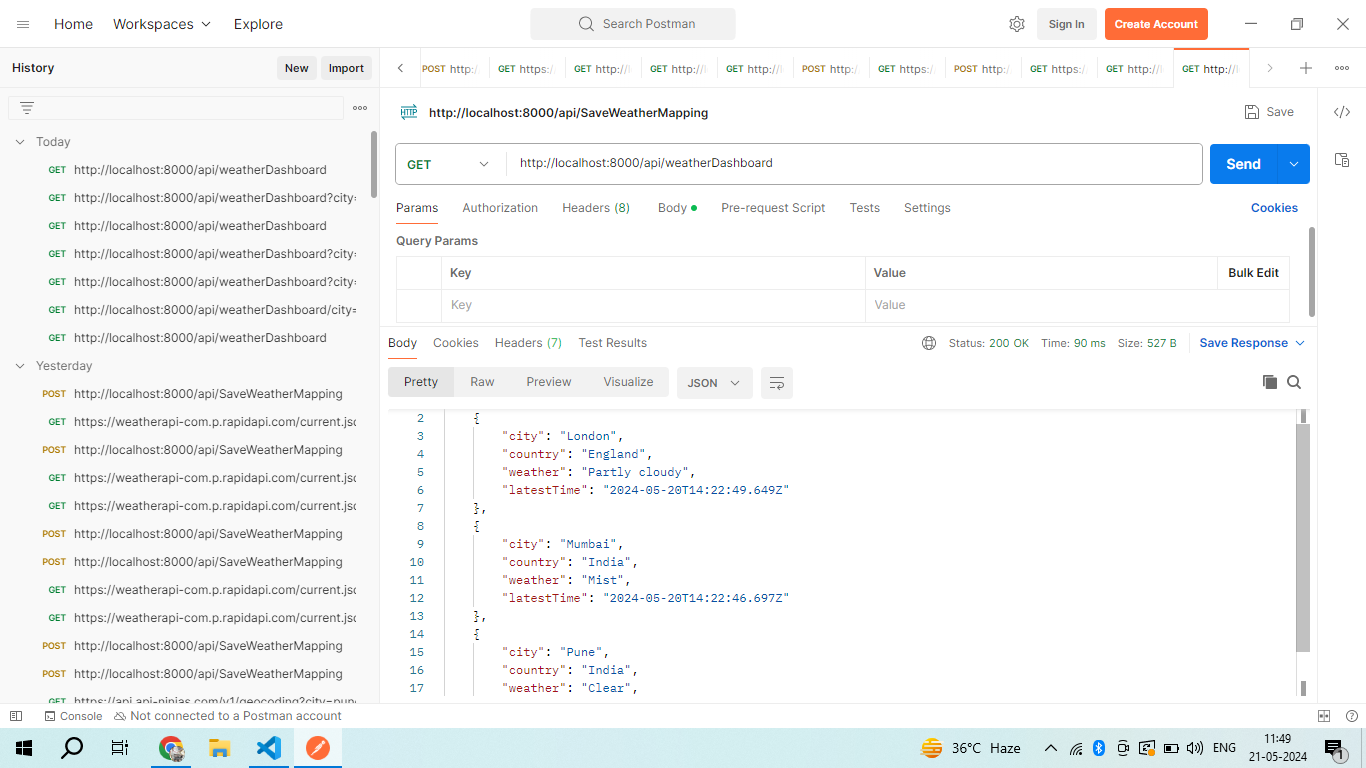 Home Workspaces Explore Search Postman Sign In Create Account
History New Import
POST http:/ GET https:/ GET http://l GET http://l GET http://l POST http:/ GET https:/ POST http:/ GET https:/ GET http://l GET http://l
HTTP http://localhost:8000/api/SaveWeatherMapping Save
Today
GET http://localhost:8000/api/weatherDashboard
GET http://localhost:8000/api/weatherDashboard?city=
GET http://localhost:8000/api/weatherDashboard
GET http://localhost:8000/api/weatherDashboard?city=
GET http://localhost:8000/api/weatherDashboard?city=
GET http://localhost:8000/api/weatherDashboard/city=
GET http://localhost:8000/api/weatherDashboard
Yesterday
POST http://localhost:8000/api/SaveWeatherMapping
GET https://weatherapi-com.p.rapidapi.com/current.jsc
POST http://localhost:8000/api/SaveWeatherMapping
GET https://weatherapi-com.p.rapidapi.com/current.jsc
GET https://weatherapi-com.p.rapidapi.com/current.jsc
POST http://localhost:8000/api/SaveWeatherMapping
POST http://localhost:8000/api/SaveWeatherMapping
GET https://weatherapi-com.p.rapidapi.com/current.jsc
GET https://weatherapi-com.p.rapidapi.com/current.jsc
POST http://localhost:8000/api/SaveWeatherMapping
POST http://localhost:8000/api/SaveWeatherMapping
GET https://api.api-ninjas.com/v1/geocoding?city=pune
GET http://localhost:8000/api/weatherDashboard Send
Params Authorization Headers (8) Body Pre-request Script Tests Settings Cookies
Query Params
Key Value Bulk Edit
Key Value
Body Cookies Headers (7) Test Results Status: 200 OK Time: 90 ms Size: 527 B Save Response
Pretty Raw Preview Visualize JSON
2 {
3 "city": "London",
4 "country": "England",
5 "weather": "Partly cloudy",
6 "latestTime": "2024-05-20T14:22:49.649Z"
7 },
8 {
9 "city": "Mumbai",
10 "country": "India",
11 "weather": "Mist",
12 "latestTime": "2024-05-20T14:22:46.697Z"
13 },
14 {
15 "city": "Pune",
16 "country": "India",
17 "weather": "Clear",
Console Not connected to a Postman account
36°C Haze ENG 11:49
21-05-2024 1